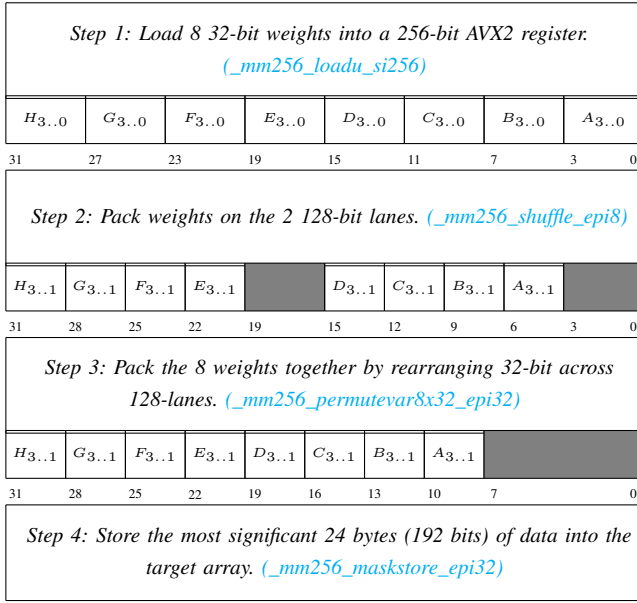 Step 1: Load 8 32-bit weights into a 256-bit AVX2 register.
(_mm256_loadu_si256)
H3..0 G3..0 F3..0 E3..0 D3..0 C3..0 B3..0 A3..0
31 27 23 19 15 11 7 3 0
Step 2: Pack weights on the 2 128-bit lanes. (_mm256_shuffle_epi8)
H3..1 G3..1 F3..1 E3..1 D3..1 C3..1 B3..1 A3..1
31 28 25 22 19 15 12 9 6 3 0
Step 3: Pack the 8 weights together by rearranging 32-bit across
128-lanes. (_mm256_permutevar8x32_epi32)
H3..1 G3..1 F3..1 E3..1 D3..1 C3..1 B3..1 A3..1
31 28 25 22 19 16 13 10 7 0
Step 4: Store the most significant 24 bytes (192 bits) of data into the
target array. (_mm256_maskstore_epi32)